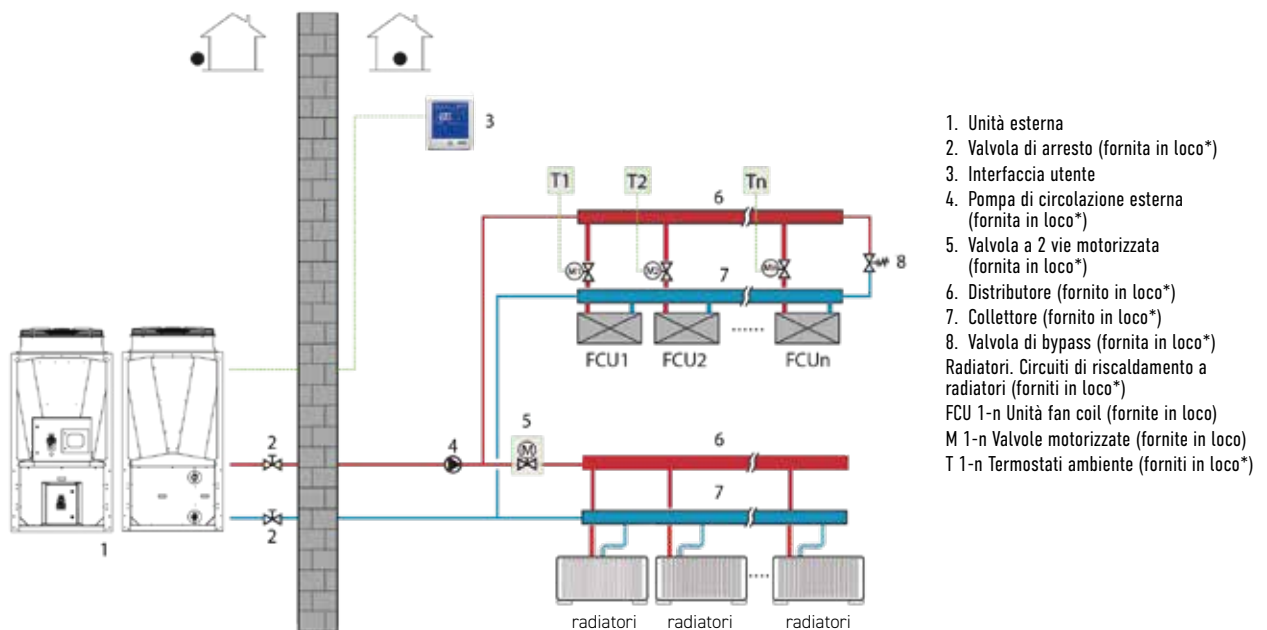 3
T1
T2
Tn
6
M1
M2
7
8
FCU1
FCU2
......
FCUn
5
2
4
M
6
7
2
1
....
radiatori
radiatori
radiatori
1. Unità esterna
2. Valvola di arresto (fornita in loco*)
3. Interfaccia utente
4. Pompa di circolazione esterna
(fornita in loco*)
5. Valvola a 2 vie motorizzata
(fornita in loco*)
6. Distributore (fornito in loco*)
7. Collettore (fornito in loco*)
8. Valvola di bypass (fornita in loco*)
Radiatori. Circuiti di riscaldamento a
radiatori (forniti in loco*)
FCU 1-n Unità fan coil (fornite in loco)
M 1-n Valvole motorizzate (fornite in loco)
T 1-n Termostati ambiente (forniti in loco*)